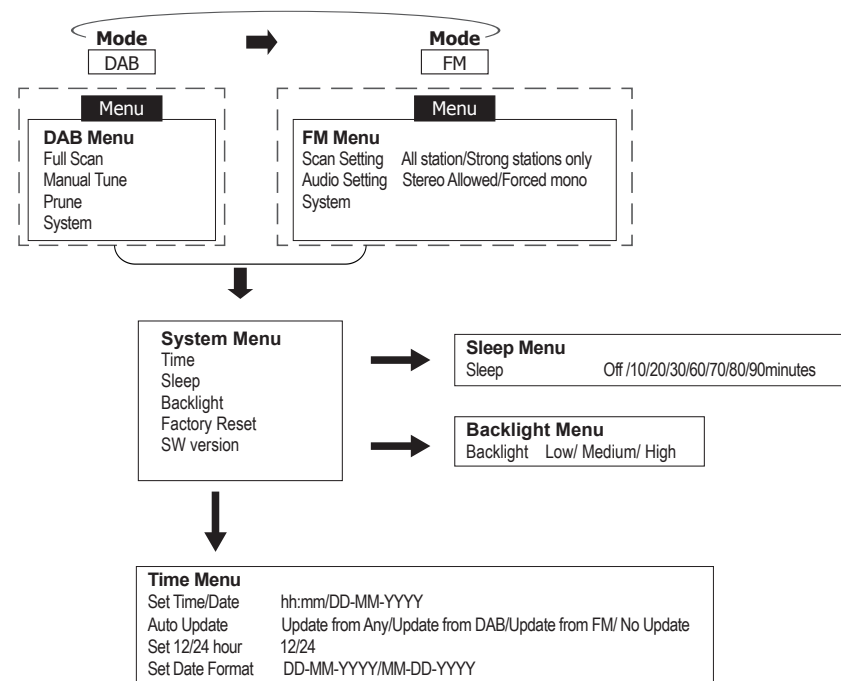 Mode Mode
DAB FM
Menu Menu
DAB Menu
Full Scan
Manual Tune
Prune
System
FM Menu
Scan Setting All station/Strong stations only
Audio Setting Stereo Allowed/Forced mono
System
System Menu
Time
Sleep
Backlight
Factory Reset
SW version
Sleep Menu
Sleep Off /10/20/30/60/70/80/90minutes
Backlight Menu
Backlight Low/ Medium/ High
Time Menu
Set Time/Date hh:mm/DD-MM-YYYY
Auto Update Update from Any/Update from DAB/Update from FM/ No Update
Set 12/24 hour 12/24
Set Date Format DD-MM-YYYY/MM-DD-YYYY